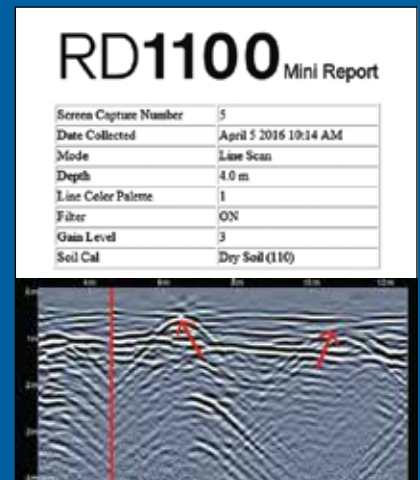 RD1100 Mini Report
Screen Capture Number 5
Date Collected April 5 2016 10:14 AM
Mode Line Scan
Depth 4.0 m
Line Color Palette 1
Filter ON
Gain Level 3
Soil Cal Dry Soil (110)